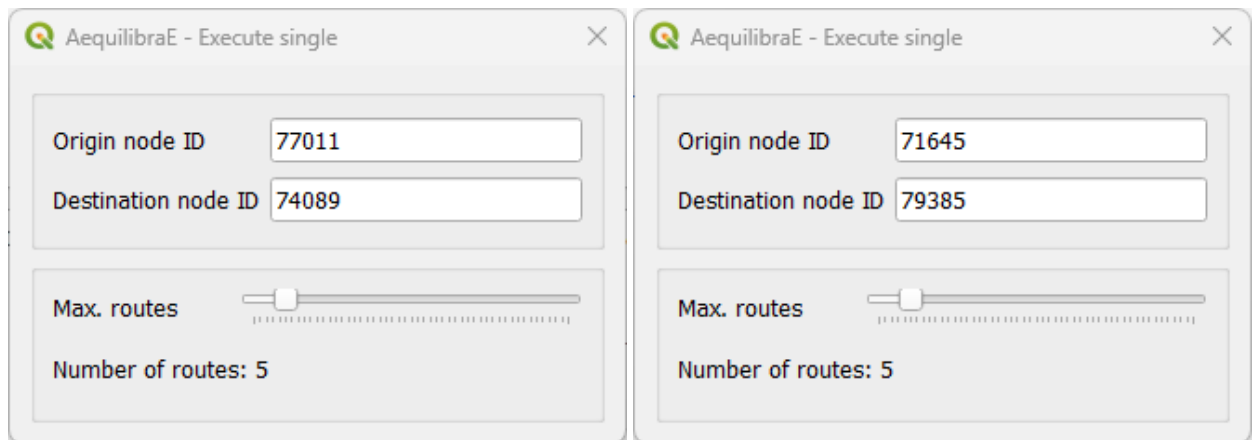 AequilibraE - Execute single
Origin node ID 77011
Destination node ID 74089
Max. routes
Number of routes: 5
AequilibraE - Execute single
Origin node ID 71645
Destination node ID 79385
Max. routes
Number of routes: 5